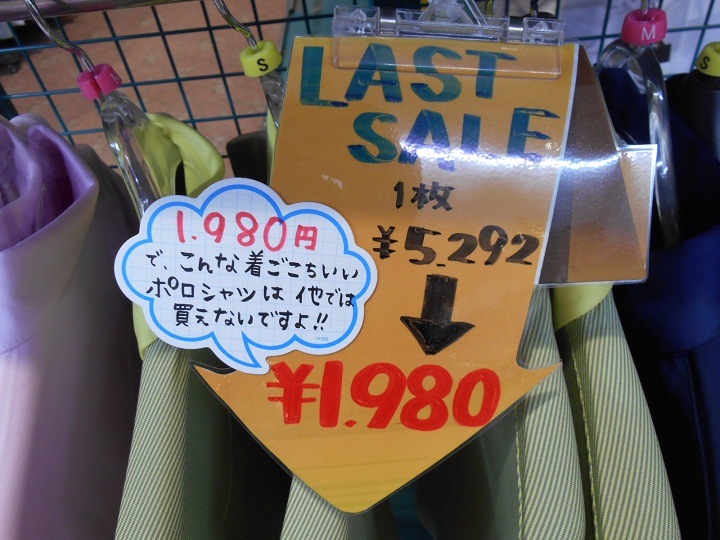 S
M
S
LAST
SALE
1枚
¥5.292
¥1.980
1.980円
で、こんな着ごこちいい
ポロシャツは他では
買えないですよ!!